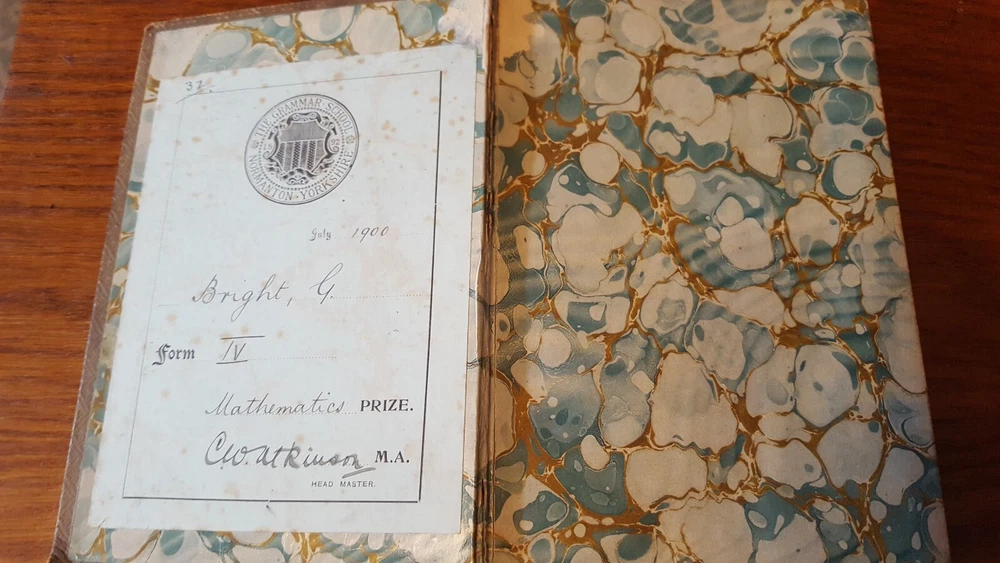 37.
THE GRAMMAR SCHOOL
NORMANTON-YORKSHIRE
July 1900
Bright, G.
Form IV
Mathematics PRIZE.
C.W. Atkinson M.A.
HEAD MASTER.